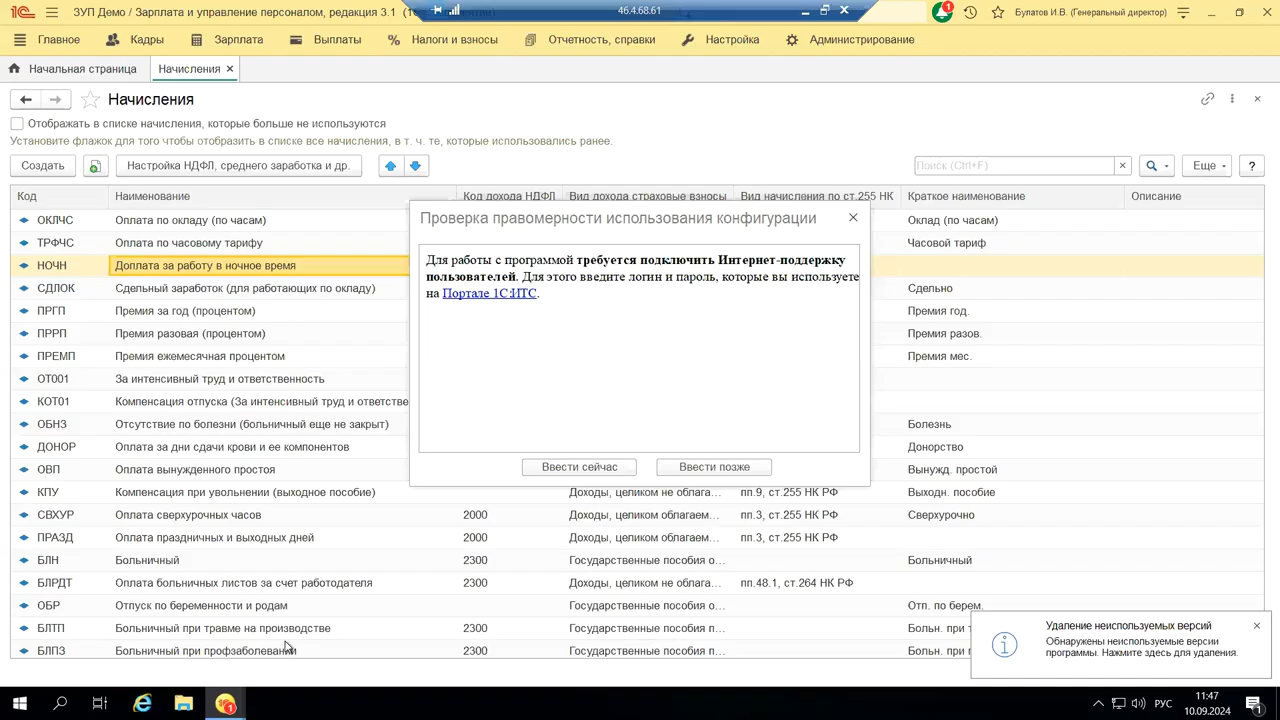 ЗУП Демо / Зарплата и управление персоналом, редакция 3.1 (1С:Предприятие)
46.4.68.61
1
Булатов И.В. (Генеральный директор)
Главное
Кадры
Зарплата
Выплаты
Налоги и взносы
Отчетность, справки
Настройка
Администрирование
Начальная страница
Начисления
Начисления
Отображать в списке начисления, которые больше не используются
Установите флажок для того чтобы отобразить в списке все начисления, в т. ч. те, которые использовались ранее.
Создать
Настройка НДФЛ, среднего заработка и др.
Поиск (Ctrl+F)
Еще
?
Код Наименование Код дохода НДФЛ Вид дохода страховые взносы Вид начисления по ст.255 НК Краткое наименование Описание
ОКЛЧС Оплата по окладу (по часам) Оклад (по часам)
ТРФЧС Оплата по часовому тарифу Часовой тариф
НОЧН Доплата за работу в ночное время
СДЛОК Сдельный заработок (для работающих по окладу) Сдельно
ПРГП Премия за год (процентом) Премия год.
ПРРП Премия разовая (процентом) Премия разов.
ПРЕМП Премия ежемесячная процентом Премия мес.
ОТ001 За интенсивный труд и ответственность
КОТ01 Компенсация отпуска (За интенсивный труд и ответстве
ОБНЗ Отсутствие по болезни (больничный еще не закрыт) Болезнь
ДОНОР Оплата за дни сдачи крови и ее компонентов Донорство
ОВП Оплата вынужденного простоя Вынужд. простой
КПУ Компенсация при увольнении (выходное пособие) Доходы, целиком не облага... пп.9, ст.255 НК РФ Выходн. пособие
СВХУР Оплата сверхурочных часов 2000 Доходы, целиком облагаем... пп.3, ст.255 НК РФ Сверхурочно
ПРАЗД Оплата праздничных и выходных дней 2000 Доходы, целиком облагаем... пп.3, ст.255 НК РФ
БЛН Больничный 2300 Государственные пособия о... Больничный
БЛРДТ Оплата больничных листов за счет работодателя 2300 Доходы, целиком не облага... пп.48.1, ст.264 НК РФ
ОБР Отпуск по беременности и родам Государственные пособия о... Отп. по берем.
БЛТП Больничный при травме на производстве 2300 Государственные пособия п... Больн. при т
БЛПЗ Больничный при профзаболевании 2300 Государственные пособия п... Больн. при п
Проверка правомерности использования конфигурации
Для работы с программой требуется подключить Интернет-поддержку
пользователей. Для этого введите логин и пароль, которые вы используете
на Портале 1С:ИТС.
Ввести сейчас
Ввести позже
Удаление неиспользуемых версий
Обнаружены неиспользуемые версии
программы. Нажмите здесь для удаления.
1
РУС
11:47
10.09.2024
1